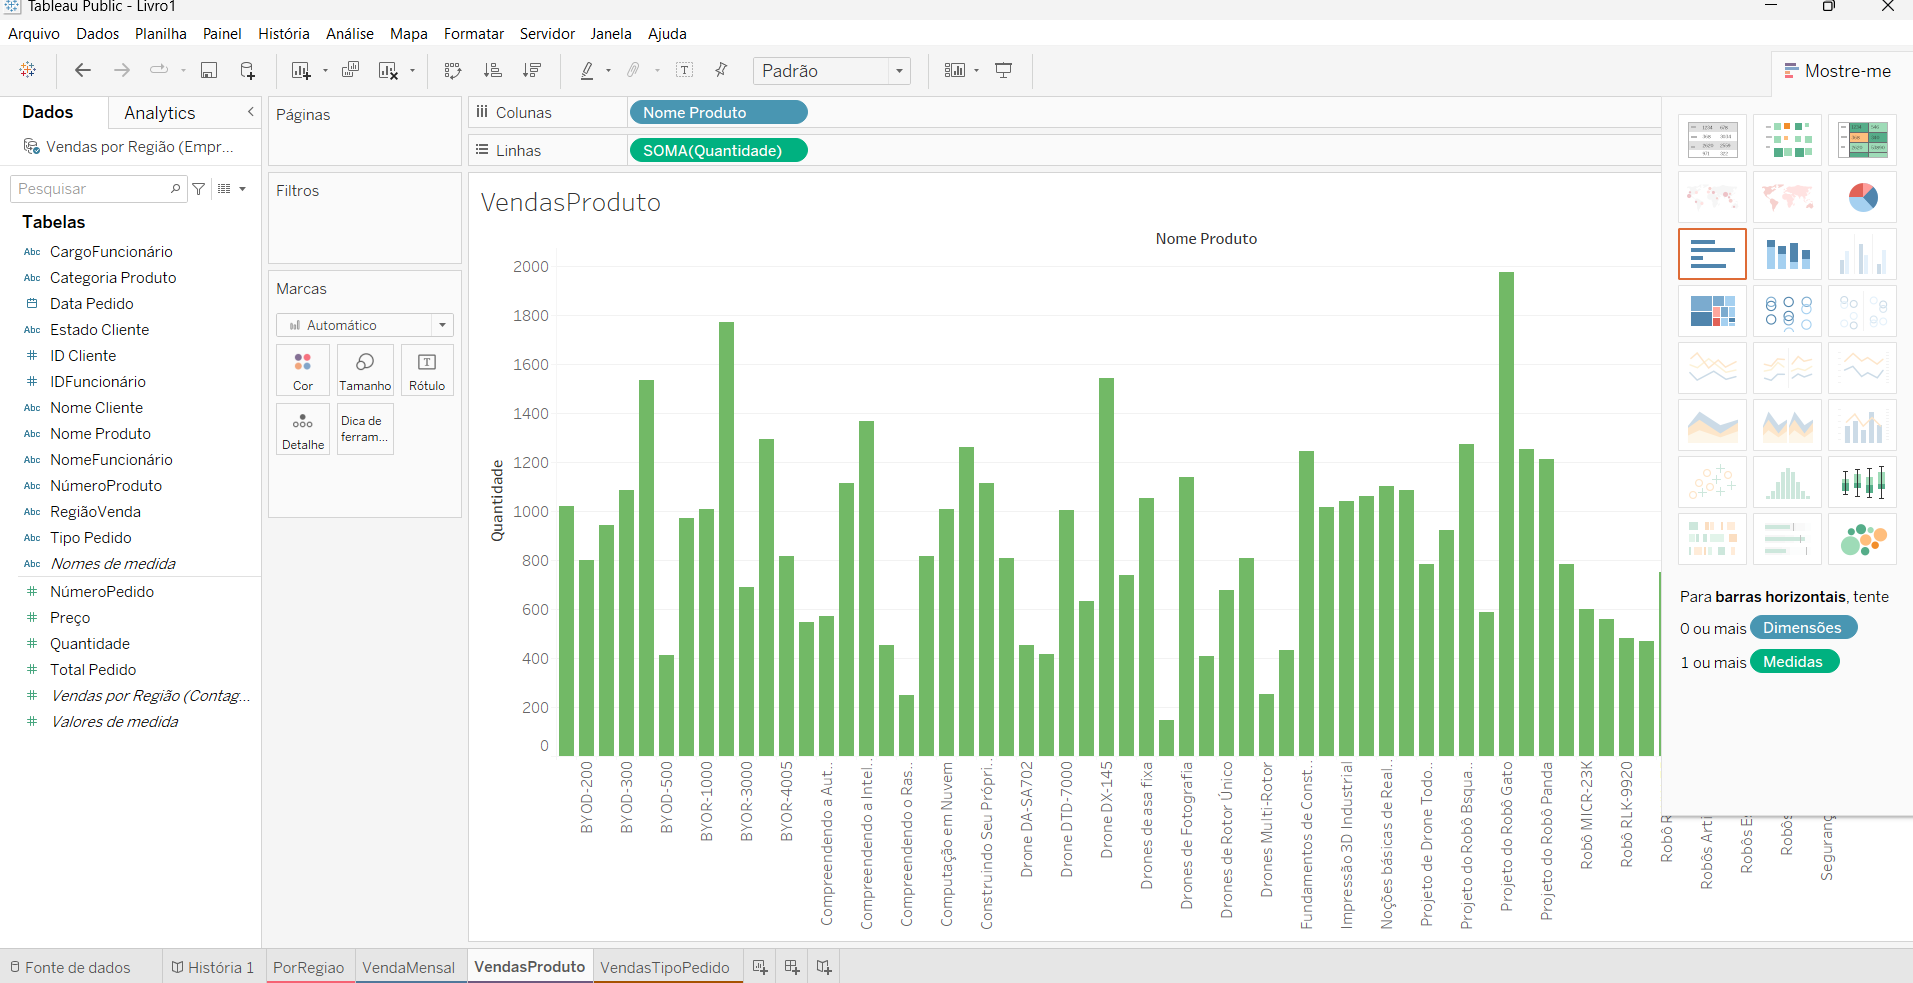 Tableau Public - Livro1
Arquivo Dados Planilha Painel História Análise Mapa Formatar Servidor Janela Ajuda
Padrão
Mostre-me
Dados Analytics
Vendas por Região (Empr...
Pesquisar
Tabelas
Abc CargoFuncionário
Abc Categoria Produto
Data Pedido
Abc Estado Cliente
# ID Cliente
# IDFuncionário
Abc Nome Cliente
Abc Nome Produto
Abc NomeFuncionário
Abc NúmeroProduto
Abc RegiãoVenda
Abc Tipo Pedido
Abc Nomes de medida
# NúmeroPedido
# Preço
# Quantidade
# Total Pedido
# Vendas por Região (Contag...
# Valores de medida
Páginas
Filtros
Marcas
Automático
Cor Tamanho Rótulo
Detalhe
Dica de
ferram...
Colunas Nome Produto
Linhas SOMA(Quantidade)
VendasProduto
Nome Produto
Quantidade
2000
1800
1600
1400
1200
1000
800
600
400
200
0
BYOD-200
BYOD-300
BYOD-500
BYOR-1000
BYOR-3000
BYOR-4005
Compreendendo a Aut..
Compreendendo a Intel..
Compreendendo o Ras..
Computação em Nuvem
Construindo Seu Própri..
Drone DA-SA702
Drone DTD-7000
Drone DX-145
Drones de asa fixa
Drones de Fotografia
Drones de Rotor Único
Drones Multi-Rotor
Fundamentos de Const..
Impressão 3D Industrial
Noções básicas de Real..
Projeto de Drone Todo..
Projeto do Robô Bsqua..
Projeto do Robô Gato
Projeto do Robô Panda
Robô MICR-23K
Robô RLK-9920
Robô R
Robôs Arti
Robôs Es
Robôs
Seguranç
Para barras horizontais, tente
0 ou mais Dimensões
1 ou mais Medidas
Fonte de dados História 1 PorRegiao VendaMensal VendasProduto VendasTipoPedido